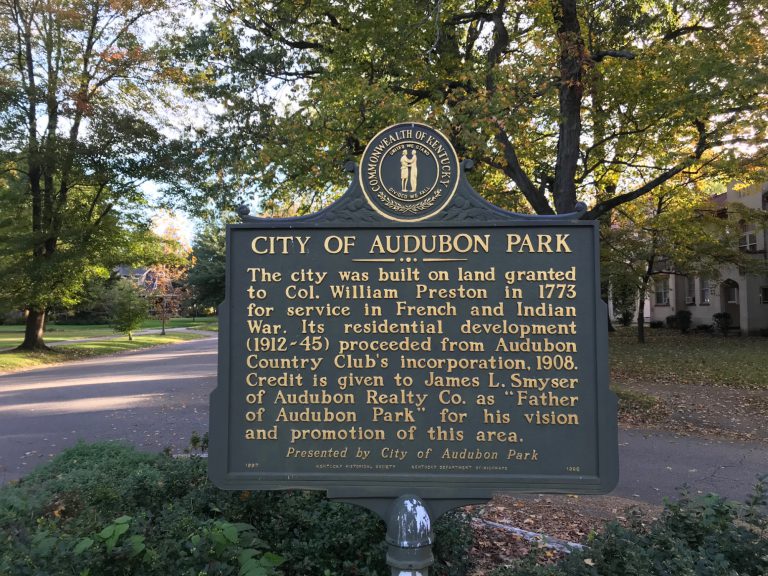 COMMONWEALTH OF KENTUCKY
UNITED WE STAND
DIVIDED WE FALL
CITY OF AUDUBON PARK
The city was built on land granted
to Col. William Preston in 1773
for service in French and Indian
War. Its residential development
(1912-45) proceeded from Audubon
Country Club's incorporation, 1908.
Credit is given to James L. Smyser
of Audubon Realty Co. as "Father
of Audubon Park" for his vision
and promotion of this area.
Presented by City of Audubon Park
KENTUCKY HISTORICAL SOCIETY KENTUCKY DEPARTMENT OF HIGHWAYS